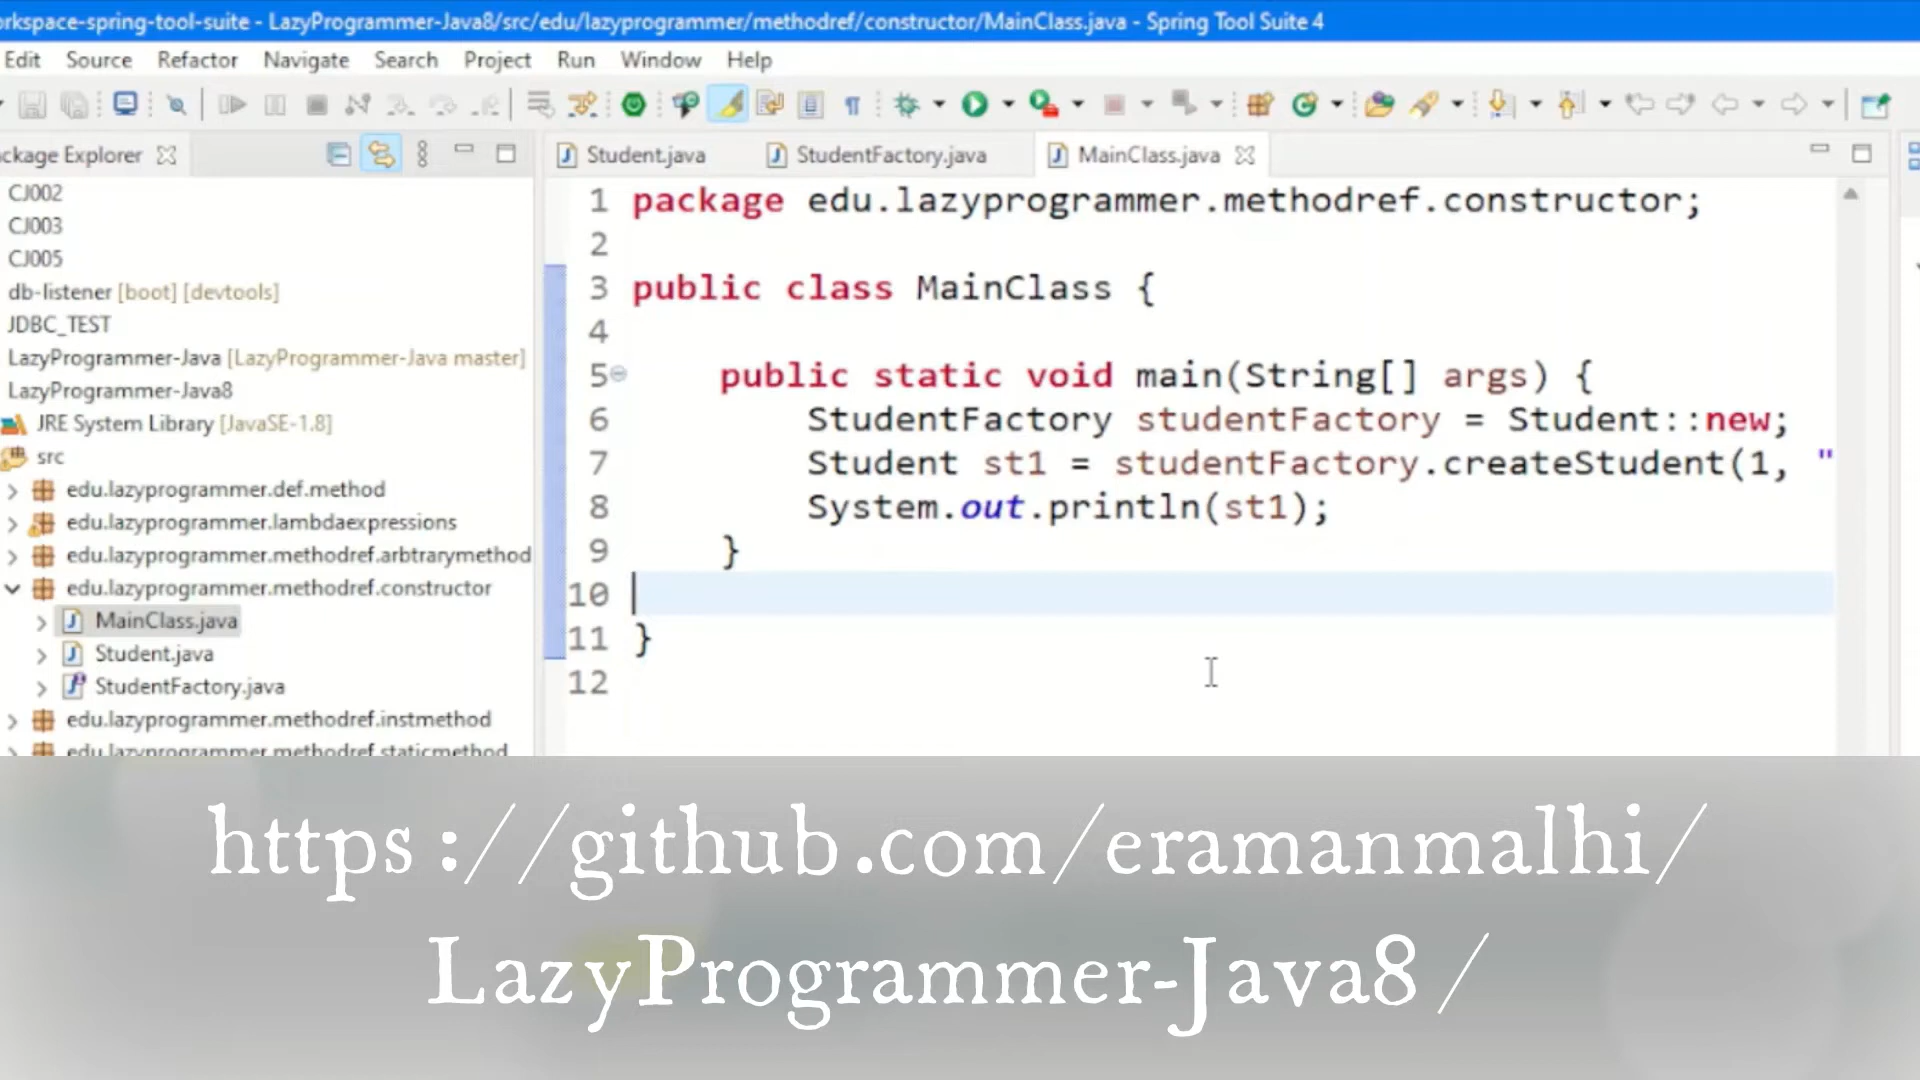 orkspace-spring-tool-suite - LazyProgrammer-Java8/src/edu/lazyprogrammer/methodref/constructor/MainClass.java - Spring Tool Suite 4
Edit Source Refactor Navigate Search Project Run Window Help
ckage Explorer
Student.java StudentFactory.java MainClass.java
CJ002
CJ003
CJ005
db-listener [boot] [devtools]
JDBC_TEST
LazyProgrammer-Java [LazyProgrammer-Java master]
LazyProgrammer-Java8
JRE System Library [JavaSE-1.8]
src
edu.lazyprogrammer.def.method
edu.lazyprogrammer.lambdaexpressions
edu.lazyprogrammer.methodref.arbtrarymethod
edu.lazyprogrammer.methodref.constructor
MainClass.java
Student.java
StudentFactory.java
edu.lazyprogrammer.methodref.instmethod
edu.lazyprogrammer.methodref.staticmethod
1 package edu.lazyprogrammer.methodref.constructor;
2
3 public class MainClass {
4
5 public static void main(String[] args) {
6 StudentFactory studentFactory = Student::new;
7 Student st1 = studentFactory.createStudent(1, "
8 System.out.println(st1);
9 }
10
11 }
12
https://github.com/eramanmalhi/
LazyProgrammer-Java8/